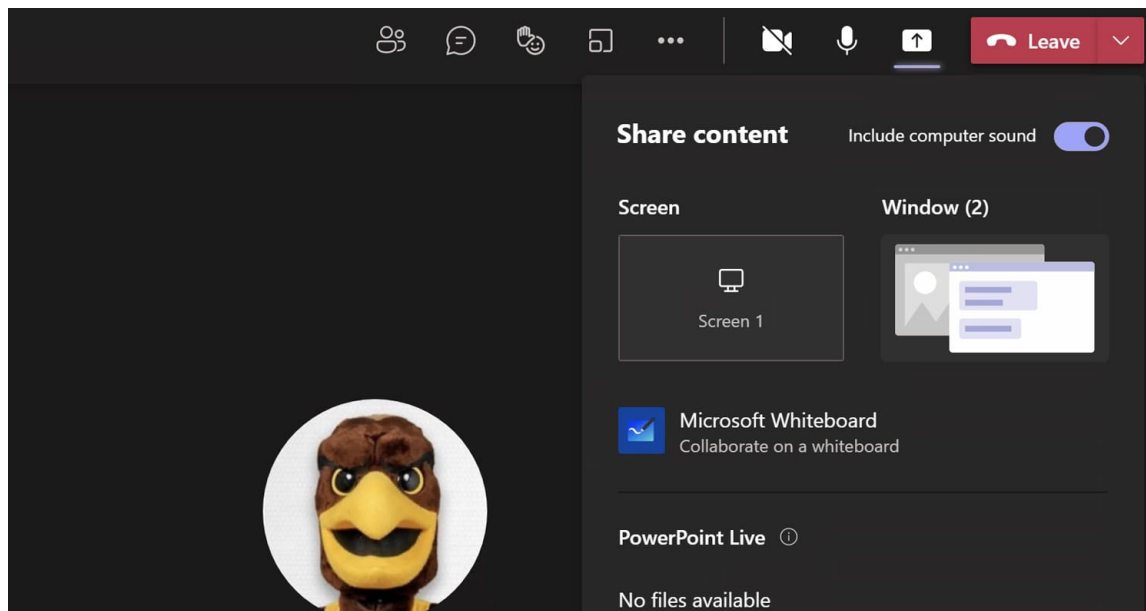 Leave
Share content
Include computer sound
Screen
Window (2)
Screen 1
Microsoft Whiteboard
Collaborate on a whiteboard
PowerPoint Live
No files available